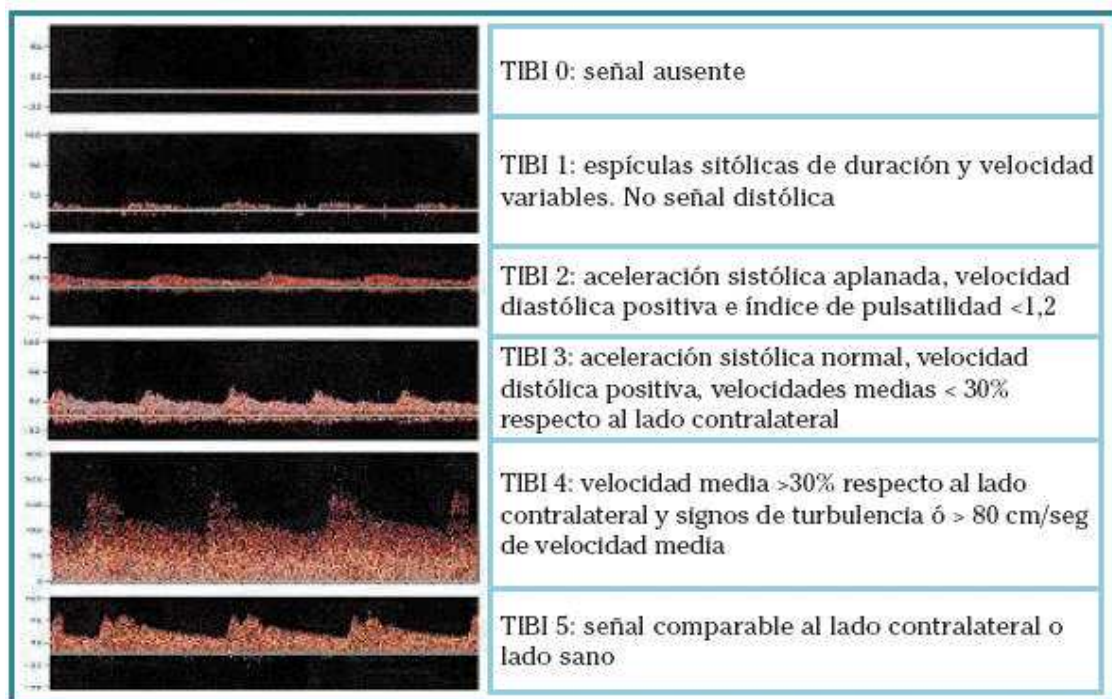 TIBI 0: señal ausente
TIBI 1: espículas sitólicas de duración y velocidad
variables. No señal distólica
TIBI 2: aceleración sistólica aplanada, velocidad
diastólica positiva e índice de pulsatilidad <1,2
TIBI 3: aceleración sistólica normal, velocidad
distólica positiva, velocidades medias < 30%
respecto al lado contralateral
TIBI 4: velocidad media >30% respecto al lado
contralateral y signos de turbulencia ó > 80 cm/seg
de velocidad media
TIBI 5: señal comparable al lado contralateral o
lado sano